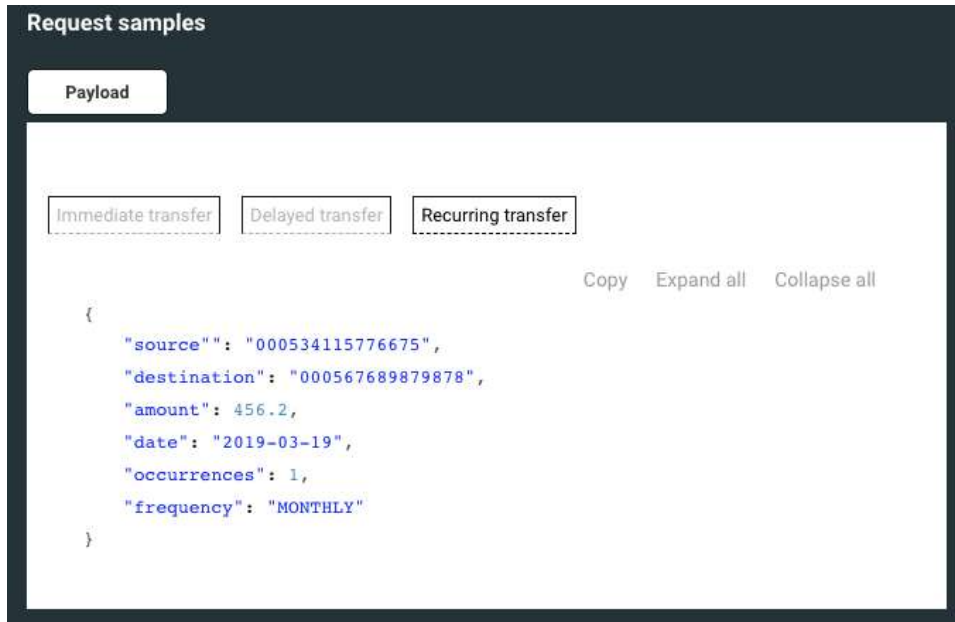 Request samples
Payload
Immediate transfer Delayed transfer Recurring transfer
Copy Expand all Collapse all
{
"source"": "000534115776675",
"destination": "000567689879878",
"amount": 456.2,
"date": "2019-03-19",
"occurrences": 1,
"frequency": "MONTHLY"
}